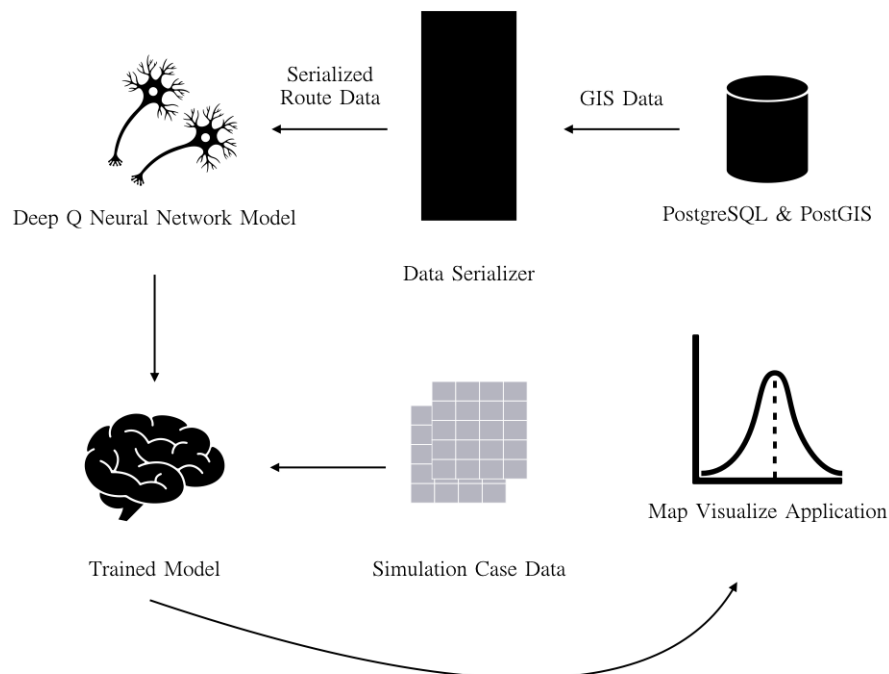 Serialized
Route Data
GIS Data
Deep Q Neural Network Model
PostgreSQL & PostGIS
Data Serializer
Map Visualize Application
Trained Model
Simulation Case Data